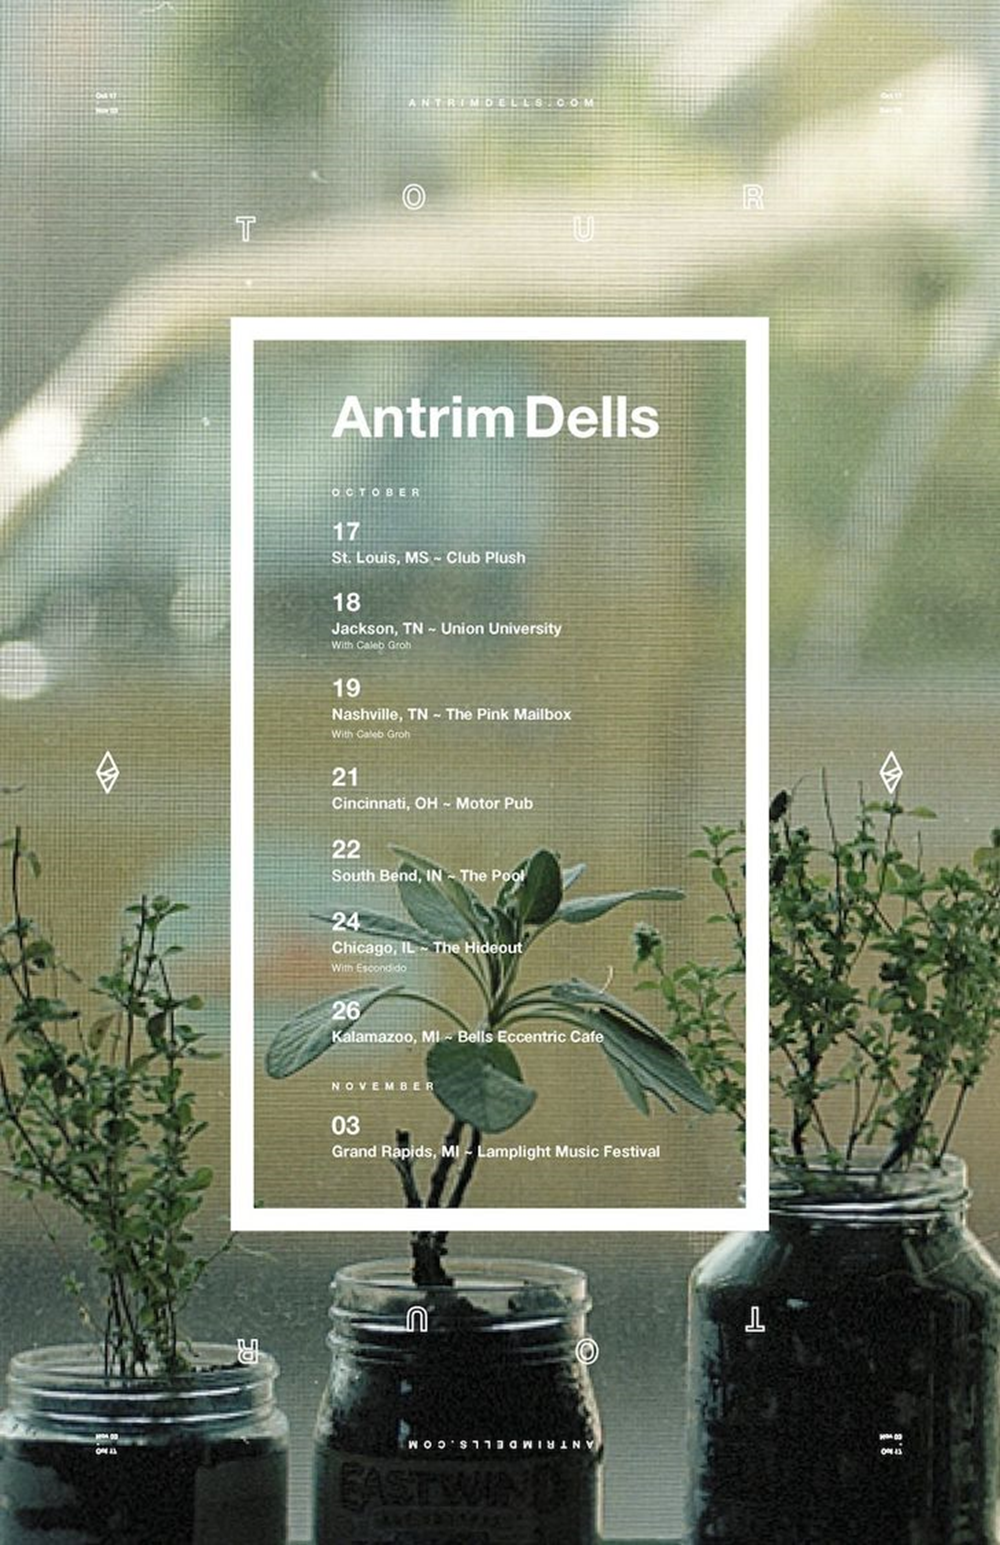 Oct 17
Nov 03
ANTRIMDELLS.COM
Oct 17
Nov 03
T O U R
Antrim Dells
OCTOBER
17
St. Louis, MS ~ Club Plush
18
Jackson, TN ~ Union University
With Caleb Groh
19
Nashville, TN ~ The Pink Mailbox
With Caleb Groh
21
Cincinnati, OH ~ Motor Pub
22
South Bend, IN ~ The Pool
24
Chicago, IL ~ The Hideout
With Escondido
26
Kalamazoo, MI ~ Bells Eccentric Cafe
NOVEMBER
03
Grand Rapids, MI ~ Lamplight Music Festival
T O U R
Oct 17
Nov 03
ANTRIMDELLS.COM
Oct 17
Nov 03
EASTWIND